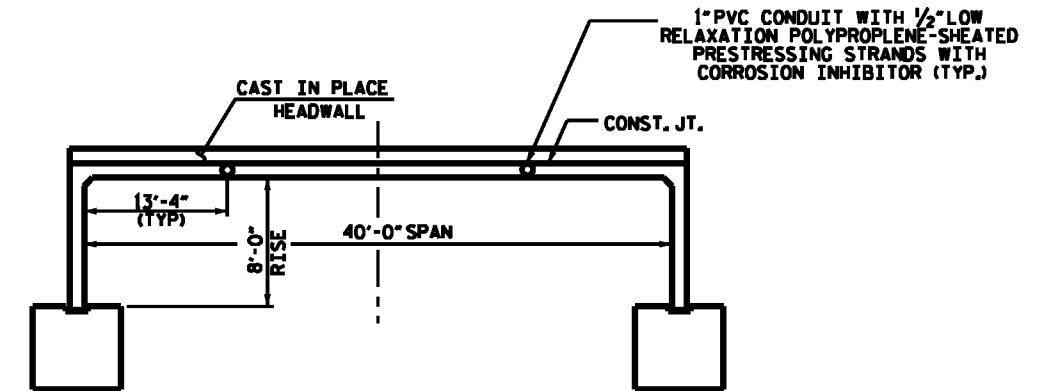 1" PVC CONDUIT WITH 1/2" LOW
RELAXATION POLYPROPLENE-SHEATED
PRESTRESSING STRANDS WITH
CORROSION INHIBITOR (TYP.)
CAST IN PLACE
HEADWALL
CONST. JT.
13'-4"
(TYP)
8'-0"
RISE
40'-0" SPAN